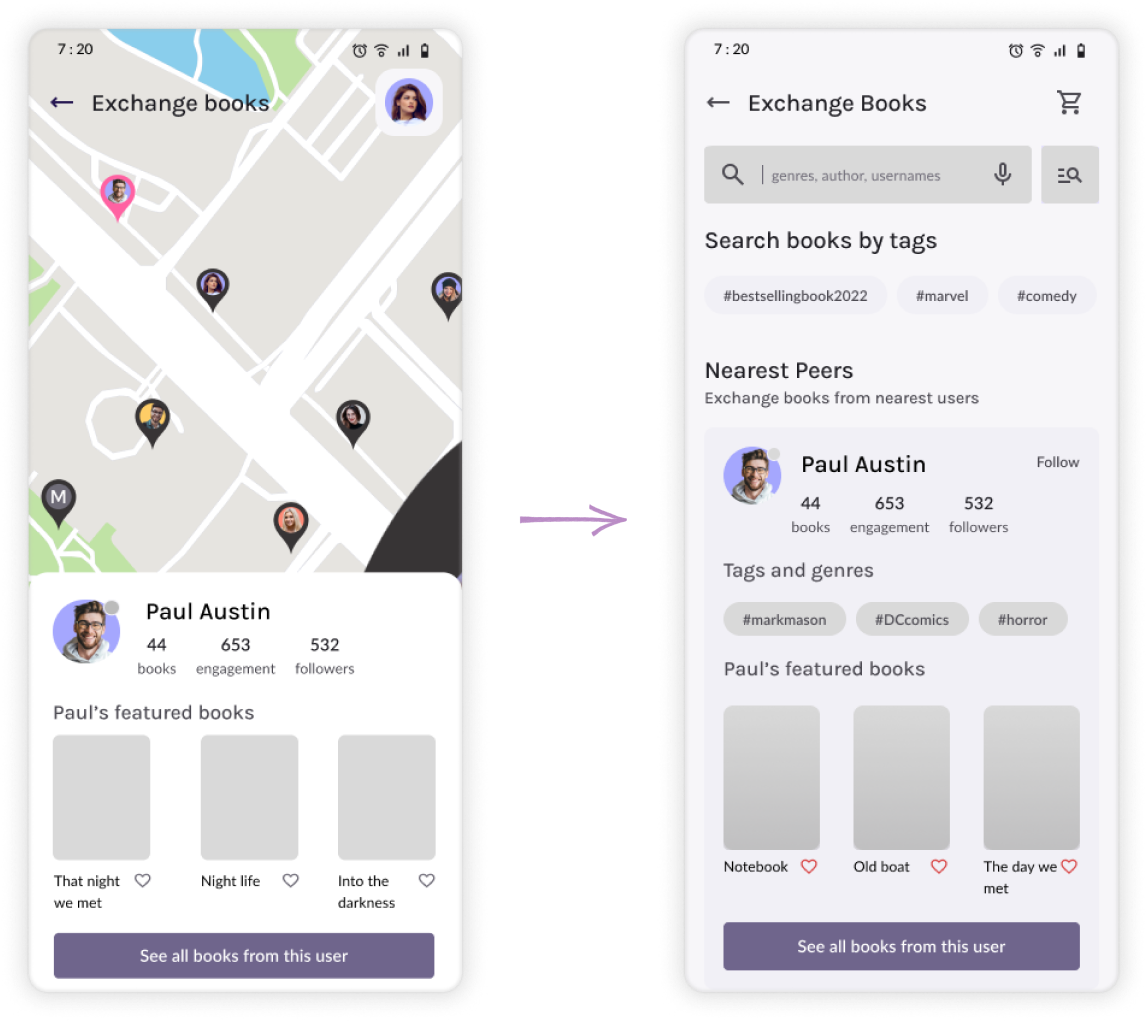 7 : 20
Exchange books
M
Paul Austin
44 653 532
books engagement followers
Paul's featured books
That night Night life Into the
we met darkness
See all books from this user
7 : 20
Exchange Books
genres, author, usernames
Search books by tags
#bestsellingbook2022 #marvel #comedy
Nearest Peers
Exchange books from nearest users
Paul Austin Follow
44 653 532
books engagement followers
Tags and genres
#markmason #DCcomics #horror
Paul's featured books
Notebook Old boat The day we
met
See all books from this user